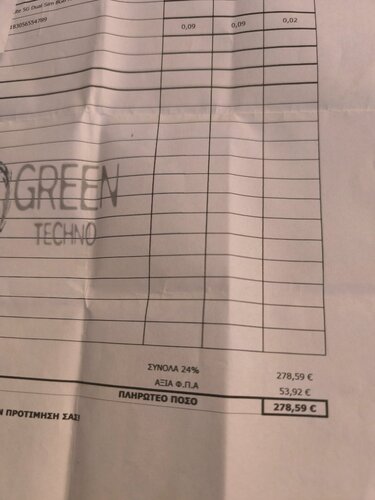 5G Dual Sim
0,09 0,09 0,02
GREEN
TECHNO
ΣΥΝΟΛΑ 24% 278,59 €
ΑΞΙΑ Φ.Π.Α 53,92 €
ΠΛΗΡΩΤΕΟ ΠΟΣΟ 278,59 €
ΠΡΟΤΙΜΗΣΗ ΣΑΣ!